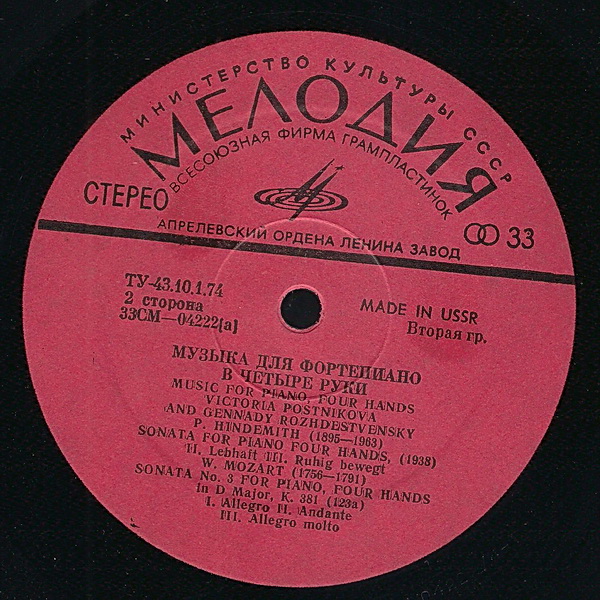 МИНИСТЕРСТВО КУЛЬТУРЫ СССР
МЕЛОДИЯ
ВСЕСОЮЗНАЯ ФИРМА ГРАМПЛАСТИНОК
СТЕРЕО
33
АПРЕЛЕВСКИЙ ОРДЕНА ЛЕНИНА ЗАВОД
ТУ-43.10.1.74
2 сторона
33СМ—04222(а)
MADE IN USSR
Вторая гр.
МУЗЫКА ДЛЯ ФОРТЕПИАНО
В ЧЕТЫРЕ РУКИ
MUSIC FOR PIANO, FOUR HANDS
VICTORIA POSTNIKOVA
AND GENNADY ROZHDESTVENSKY
P. HINDEMITH (1895—1963)
SONATA FOR PIANO FOUR HANDS, (1938)
II. Lebhaft III. Ruhig bewegt
W. MOZART (1756—1791)
SONATA No. 3 FOR PIANO, FOUR HANDS
In D Major, K. 381 (123a)
I. Allegro II. Andante
III. Allegro molto